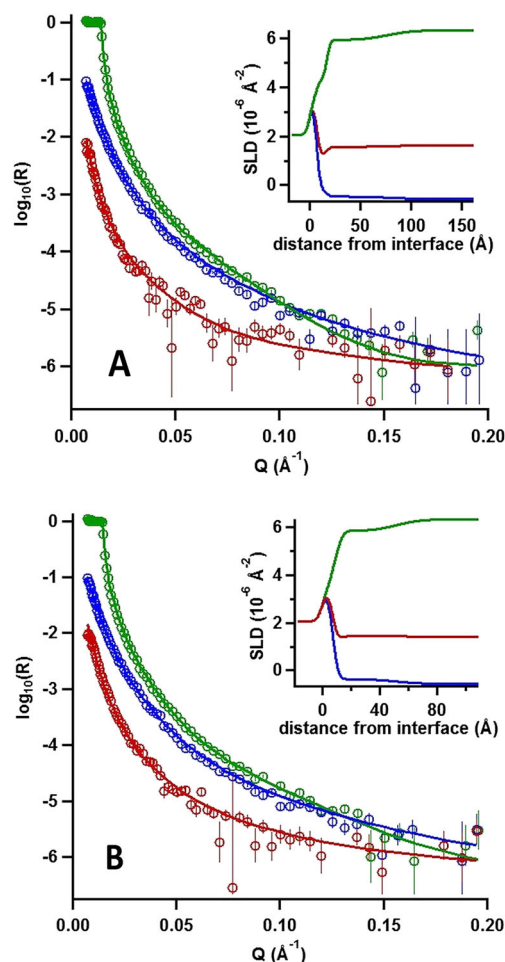 0
-1
-2
-3
-4
-5
-6
log10(R)
A
6
4
2
0
SLD (10⁻⁶ Å⁻²)
0 50 100 150
distance from interface (Å)
0.00 0.05 0.10 0.15 0.20
Q (Å⁻¹)
0
-1
-2
-3
-4
-5
-6
log₁₀(R)
B
6
3
0
SLD (10⁻⁶ Å⁻²)
0 40 80
distance from interface (Å)
0.00 0.05 0.10 0.15 0.20
Q (Å⁻¹)